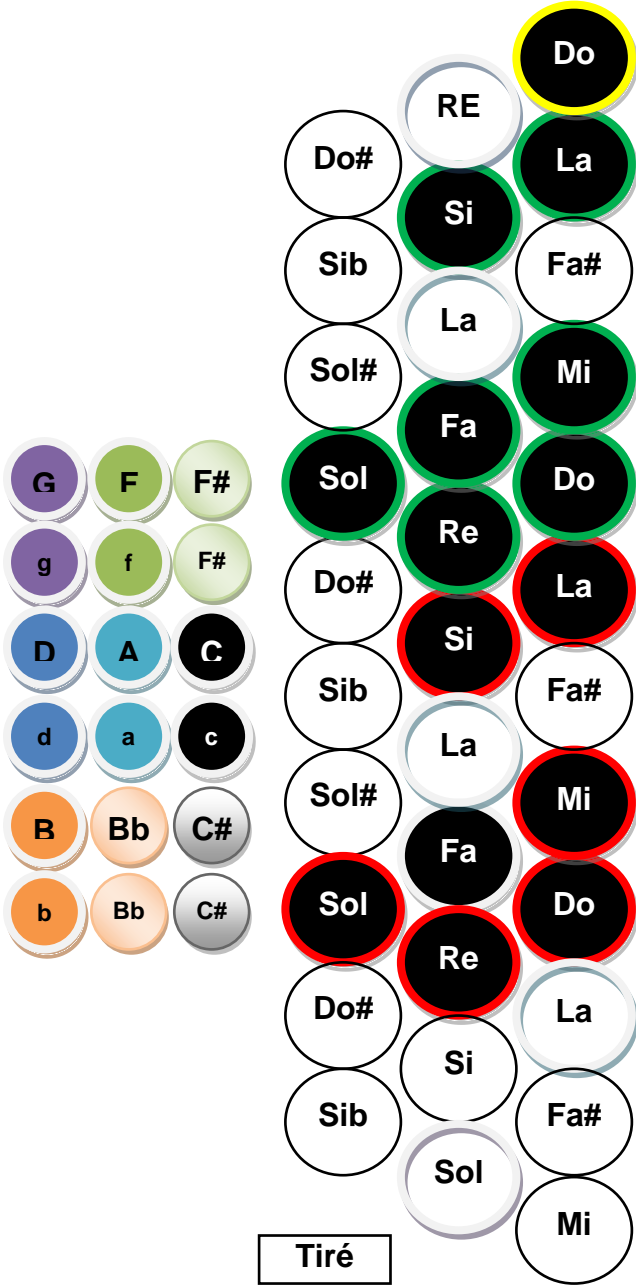 Do
RE
Do# La
Si
Sib Fa#
La
Sol# Mi
Fa
G F F# Sol Do
Re
g f F# Do# La
D A C Si
Sib Fa#
d a c La
Sol# Mi
B Bb C# Fa
b Bb C# Sol Do
Re
Do# La
Si
Sib Fa#
Sol
Mi
Tiré